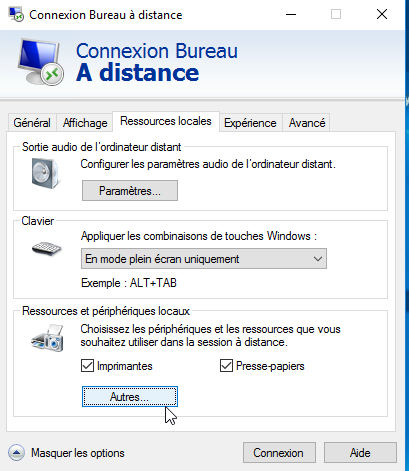 Connexion Bureau à distance
Connexion Bureau
A distance
Général Affichage Ressources locales Expérience Avancé
Sortie audio de l'ordinateur distant
Configurer les paramètres audio de l'ordinateur distant.
Paramètres...
Clavier
Appliquer les combinaisons de touches Windows :
En mode plein écran uniquement
Exemple : ALT+TAB
Ressources et périphériques locaux
Choisissez les périphériques et les ressources que vous
souhaitez utiliser dans la session à distance.
Imprimantes Presse-papiers
Autres...
Masquer les options Connexion Aide